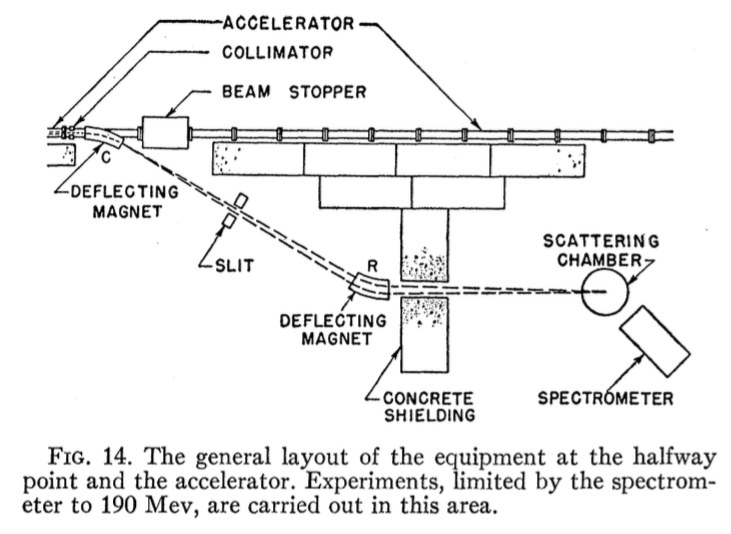 ACCELERATOR
COLLIMATOR
BEAM STOPPER
C
DEFLECTING
MAGNET
SLIT
R
DEFLECTING
MAGNET
SCATTERING
CHAMBER
CONCRETE
SHIELDING
SPECTROMETER
FIG. 14. The general layout of the equipment at the halfway
point and the accelerator. Experiments, limited by the spectrom-
eter to 190 Mev, are carried out in this area.